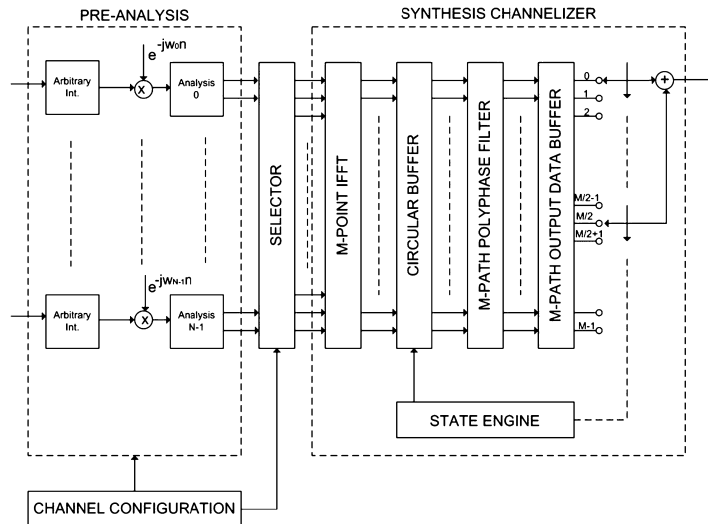 PRE-ANALYSIS
SYNTHESIS CHANNELIZER
e-jw0n
Arbitrary
Int.
X
Analysis
0
SELECTOR
M-POINT IFFT
CIRCULAR BUFFER
M-PATH POLYPHASE FILTER
M-PATH OUTPUT DATA BUFFER
0
1
2
+
M/2-1
M/2
M/2+1
e-jwN-1n
Arbitrary
Int.
X
Analysis
N-1
M-1
STATE ENGINE
CHANNEL CONFIGURATION